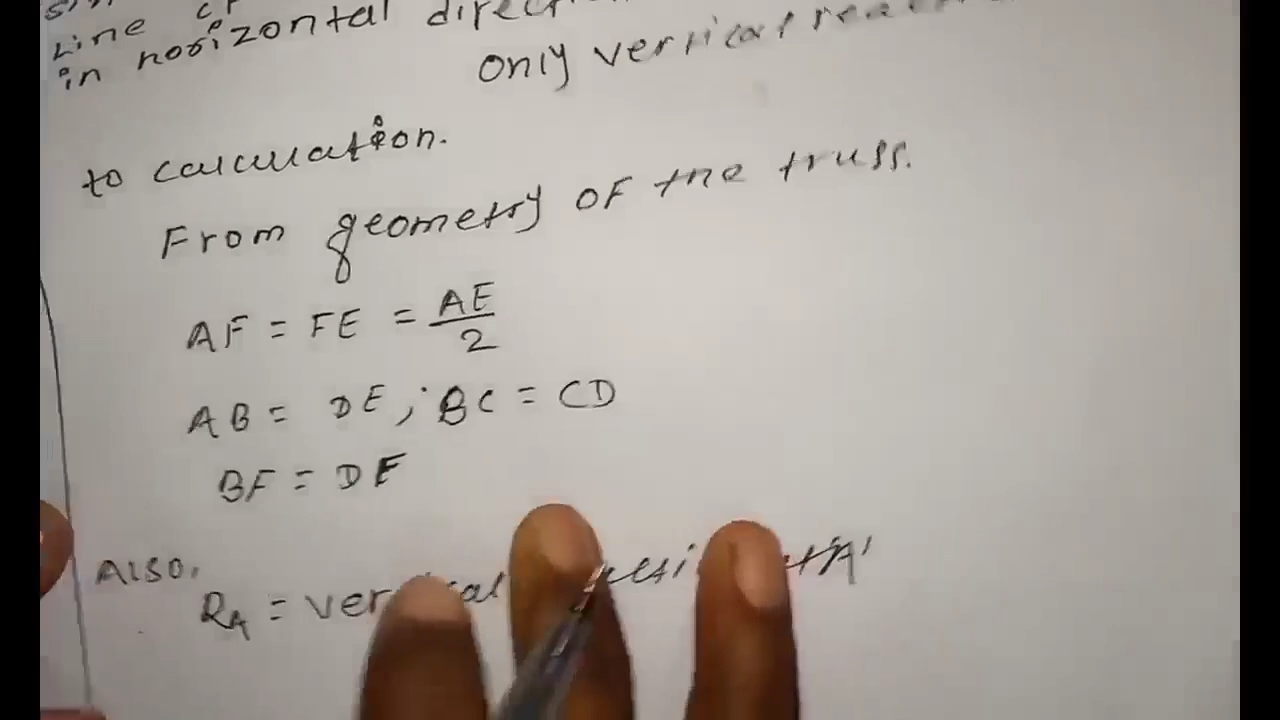 Line
in horizontal
only vertical
to calculation.
From geometry of the truss.
AF = FE = AE/2
AB = DE ; BC = CD
BF = DF
Also,
RA = at 'A'